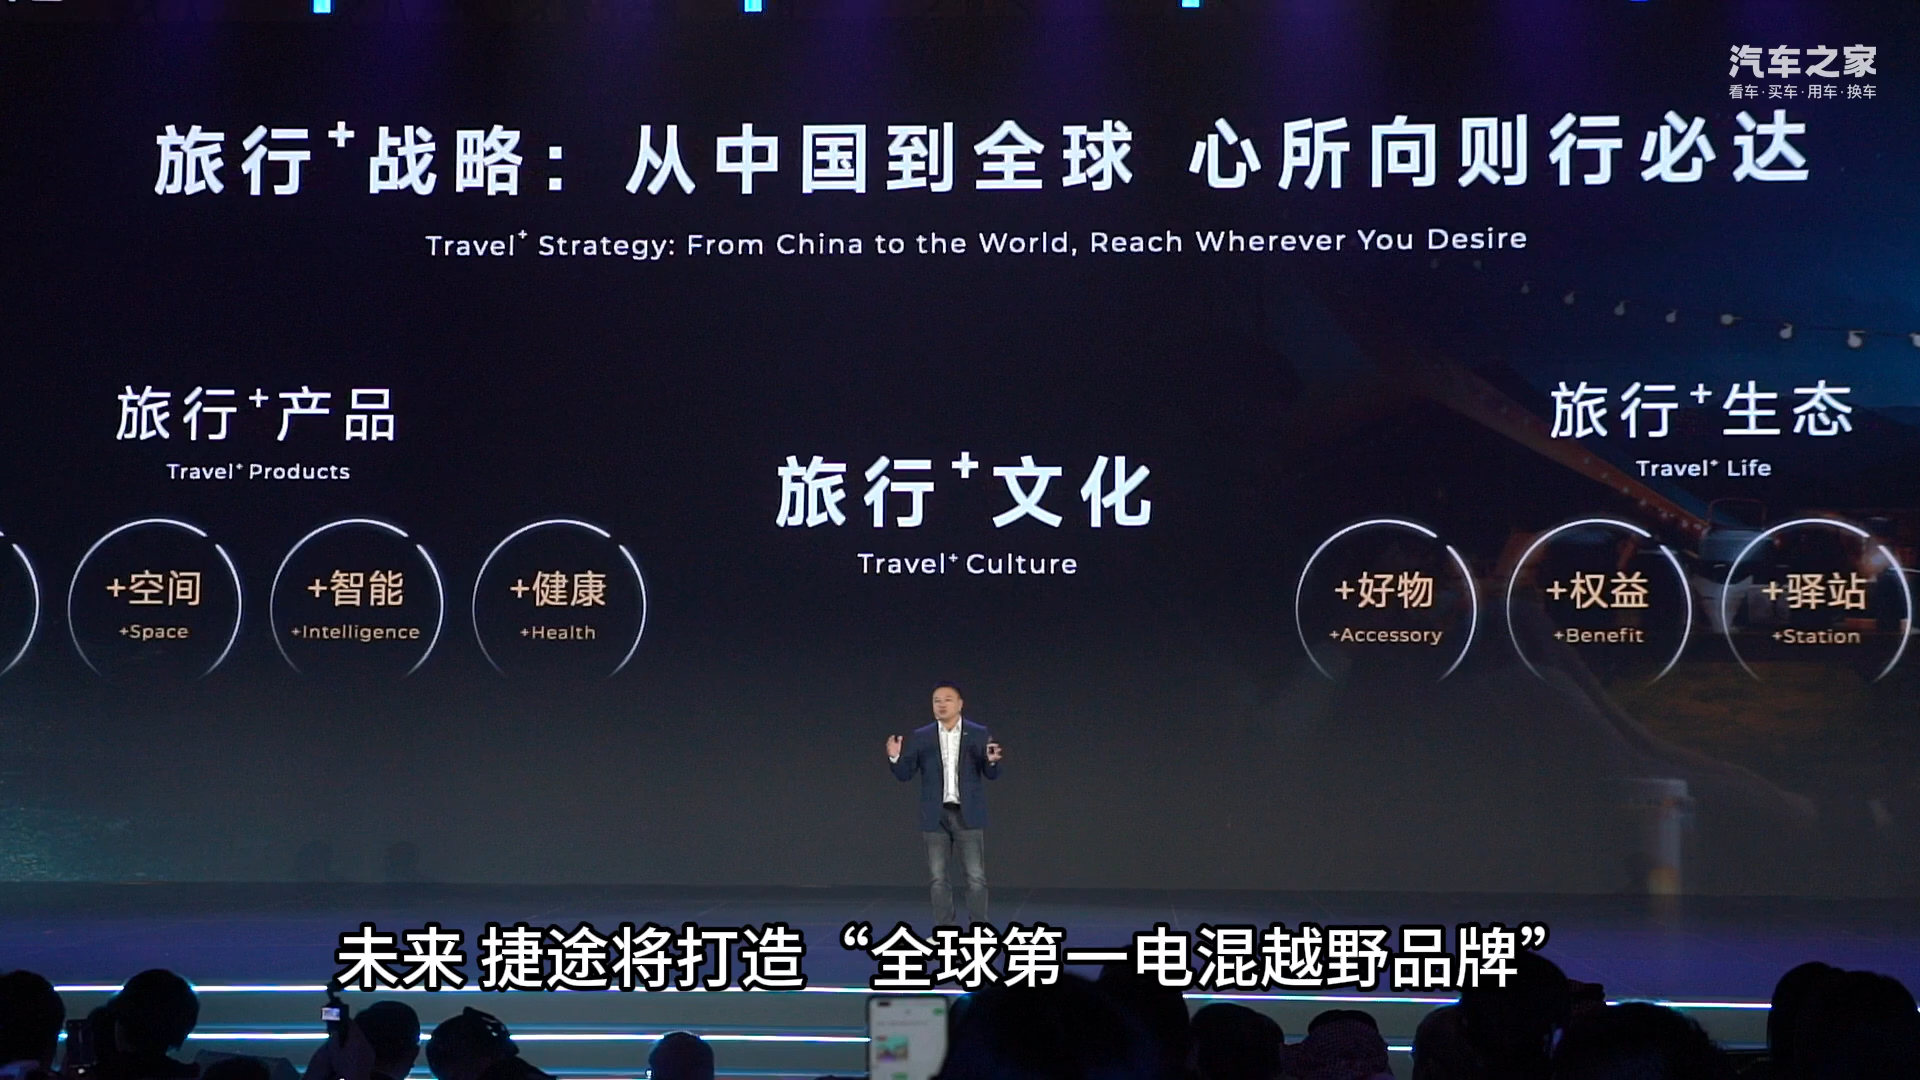 汽车之家
看车·买车·用车·换车
旅行+战略：从中国到全球 心所向则行必达
Travel+ Strategy: From China to the World, Reach Wherever You Desire
旅行+产品
Travel+ Products
+空间
+Space
+智能
+Intelligence
+健康
+Health
旅行+文化
Travel+ Culture
旅行+生态
Travel+ Life
+好物
+Accessory
+权益
+Benefit
+驿站
+Station
未来 捷途将打造“全球第一电混越野品牌”